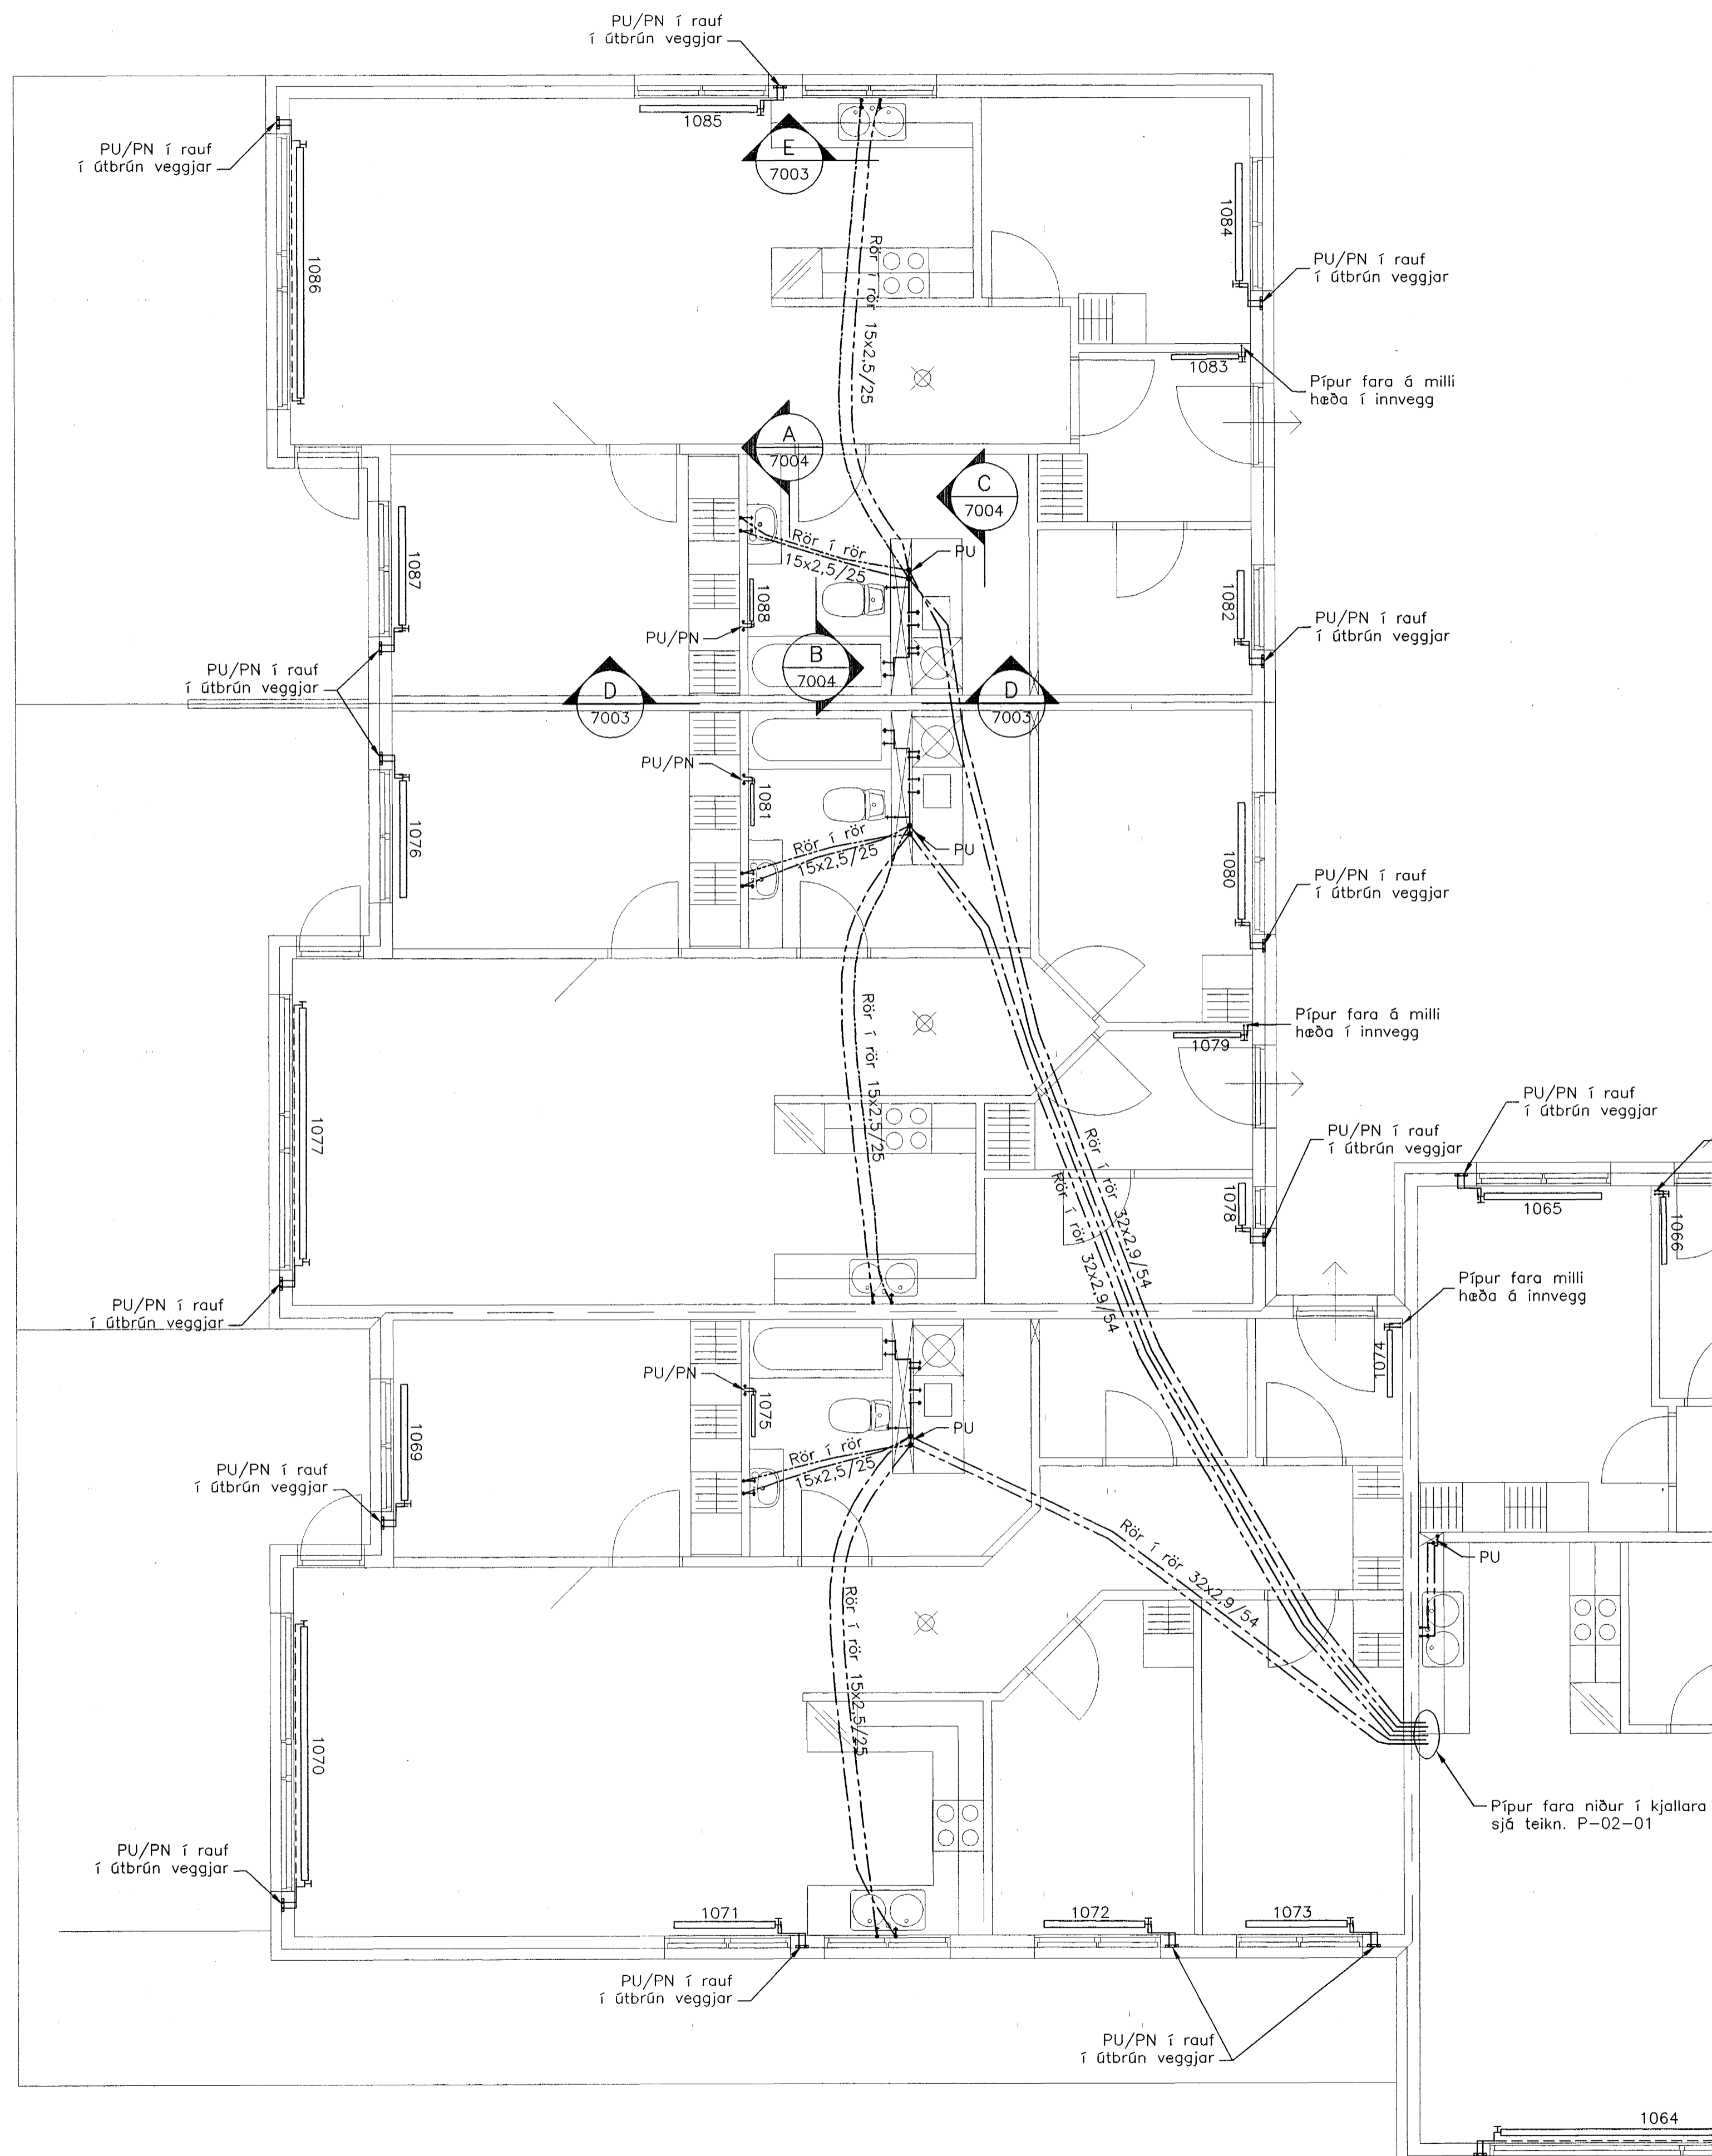 PU/PN í rauf
í útbrún veggjar
1085
PU/PN í rauf
í útbrún veggjar
E
7003
1086
Rör í rör 15x2,5/25
1084
PU/PN í rauf
í útbrún veggjar
1083
Pípur fara á milli
hæða í innvegg
A
7004
C
7004
1087
Rör í rör
15x2,5/25
PU
1088
1082
PU/PN
PU/PN í rauf
í útbrún veggjar
B
7004
PU/PN í rauf
í útbrún veggjar
D
7003
D
7003
PU/PN
1081
1076
Rör í rör
15x2,5/25
PU
1080
PU/PN í rauf
í útbrún veggjar
Rör í rör 15x2,5/25
Pípur fara á milli
hæða í innvegg
1079
1077
PU/PN í rauf
í útbrún veggjar
PU/PN í rauf
í útbrún veggjar
Rör í rör 32x2,9/54
Rör í rör 32x2,9/54
1078
1065
1066
Pípur fara milli
hæða á innvegg
PU/PN í rauf
í útbrún veggjar
1074
PU/PN
1075
1069
PU
Rör í rör
15x2,5/25
PU/PN í rauf
í útbrún veggjar
Rör í rör 32x2,9/54
PU
Rör í rör 15x2,5/25
1070
Pípur fara niður í kjallara
sjá teikn. P-02-01
PU/PN í rauf
í útbrún veggjar
1071
1072
1073
PU/PN í rauf
í útbrún veggjar
PU/PN í rauf
í útbrún veggjar
1064